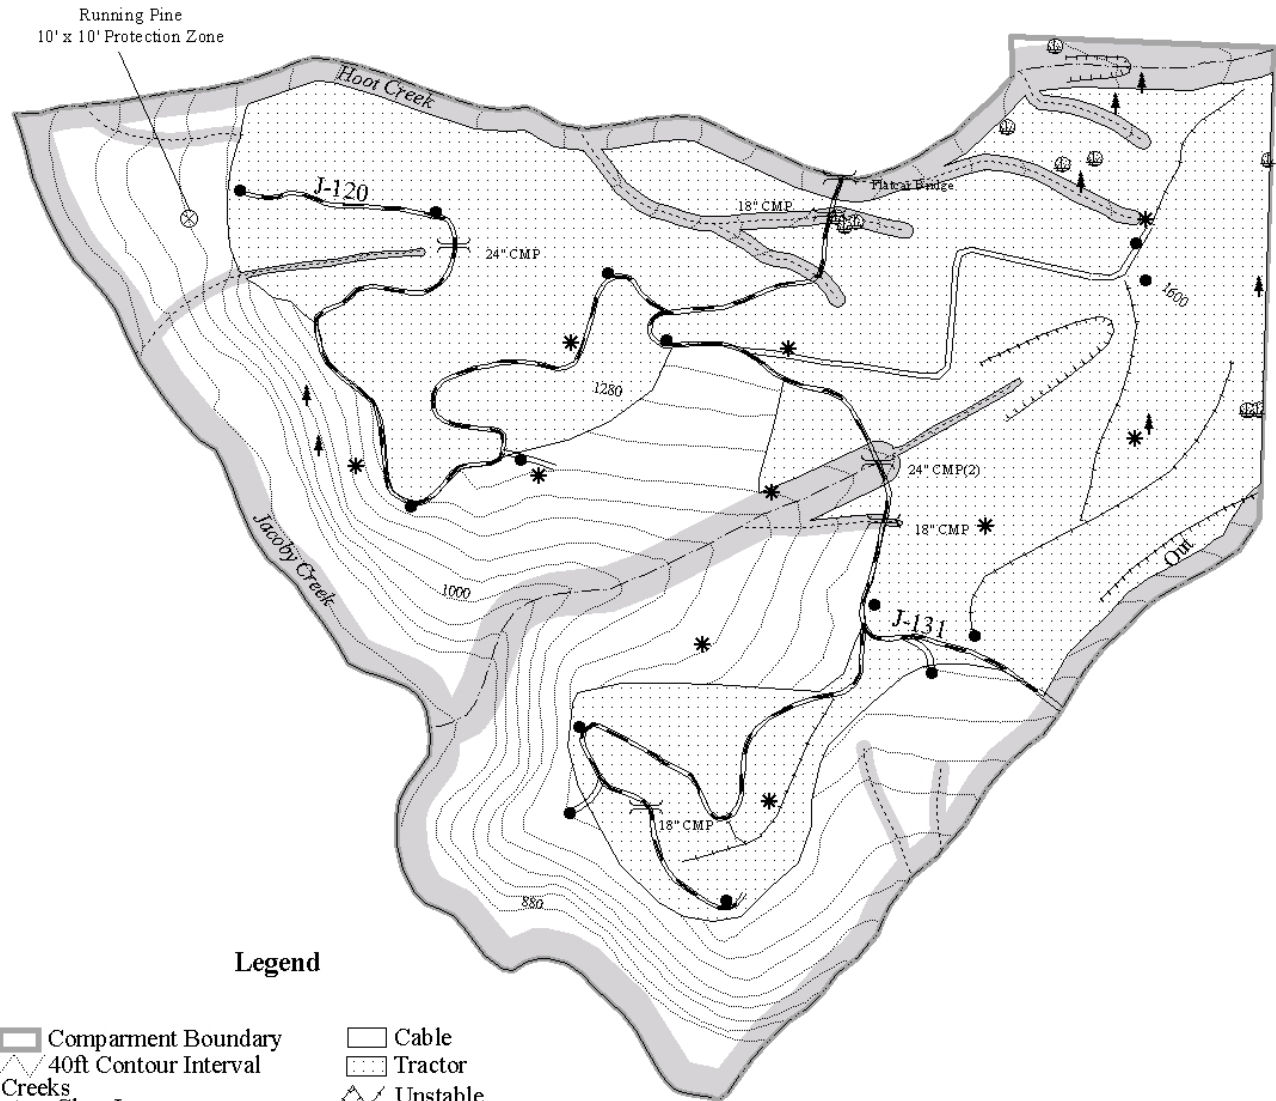 Running Pine
10' x 10' Protection Zone
Hoot Creek
J-120
Flatcar Bridge
18" CMP
24" CMP
1600
1280
24" CMP(2)
18" CMP
Out
Jacoby Creek
1000
J-131
18" CMP
880
Legend
Comparment Boundary
Cable
40ft Contour Interval
Tractor
Creeks
Unstable